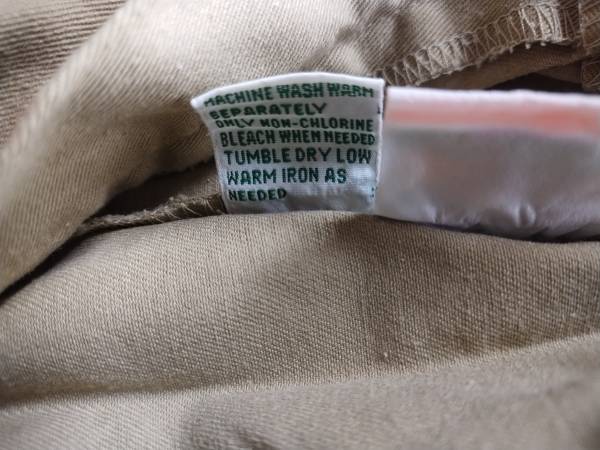 MACHINE WASH WARM
SEPARATELY
ONLY NON-CHLORINE
BLEACH WHEN NEEDED
TUMBLE DRY LOW
WARM IRON AS
NEEDED